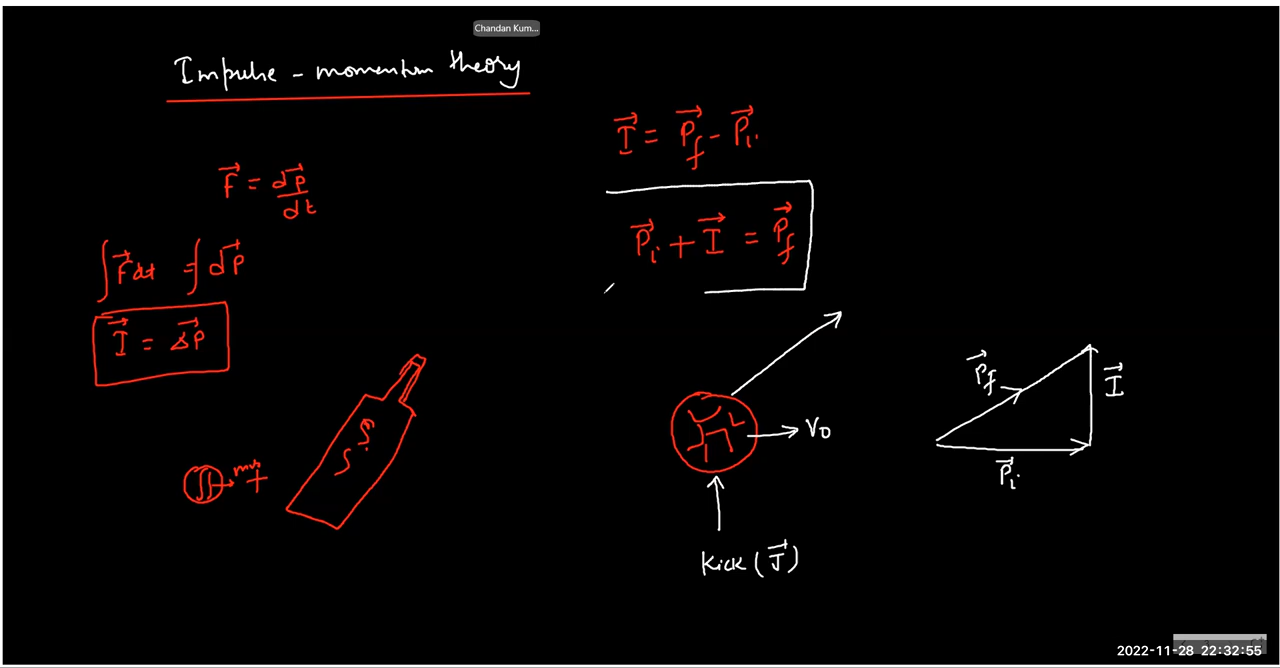 Chandan Kum...
Impulse - momentum theory
F⃗ = dP⃗/dt
∫F⃗dt = ∫dP⃗
I⃗ = ΔP⃗
I⃗ = P⃗f - P⃗i
P⃗i + I⃗ = P⃗f
V0
Kick (J⃗)
P⃗f
I⃗
P⃗i
2022-11-28 22:32:55